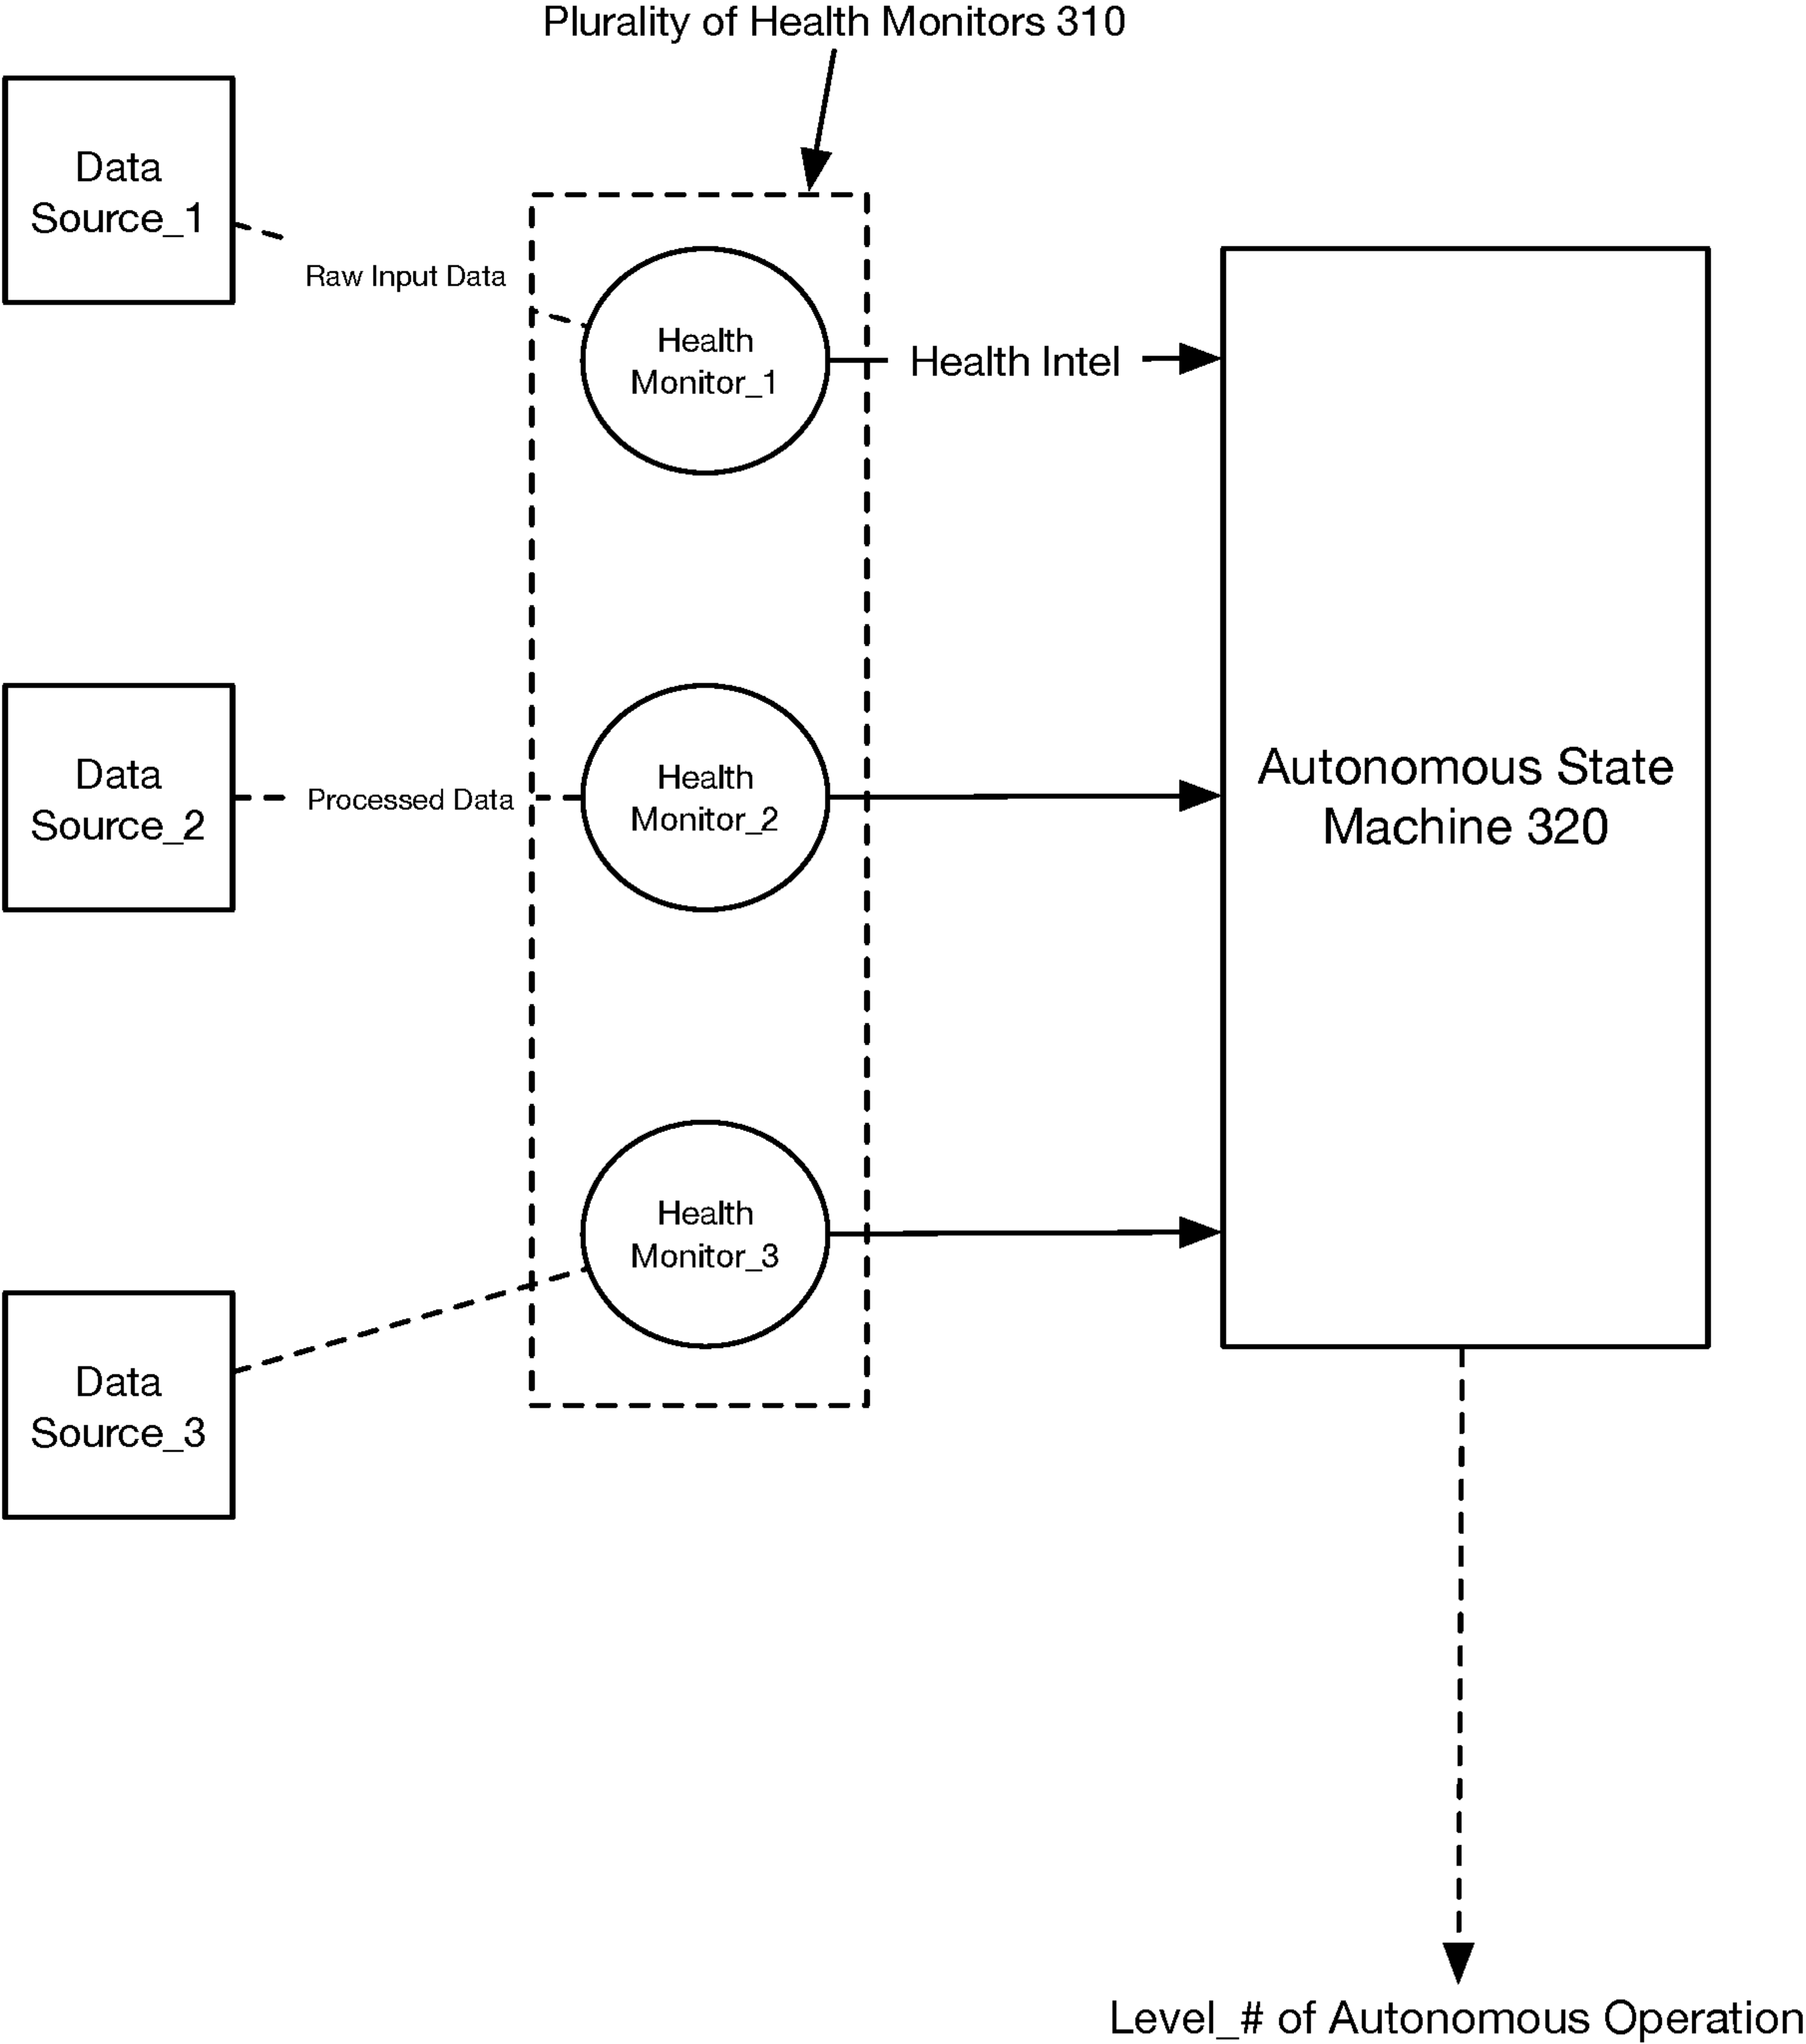 Plurality of Health Monitors 310
Data
Source_1
Raw Input Data
Health
Monitor_1
Health Intel
Data
Source_2
Processed Data
Health
Monitor_2
Autonomous State
Machine 320
Health
Monitor_3
Data
Source_3
Level_# of Autonomous Operation